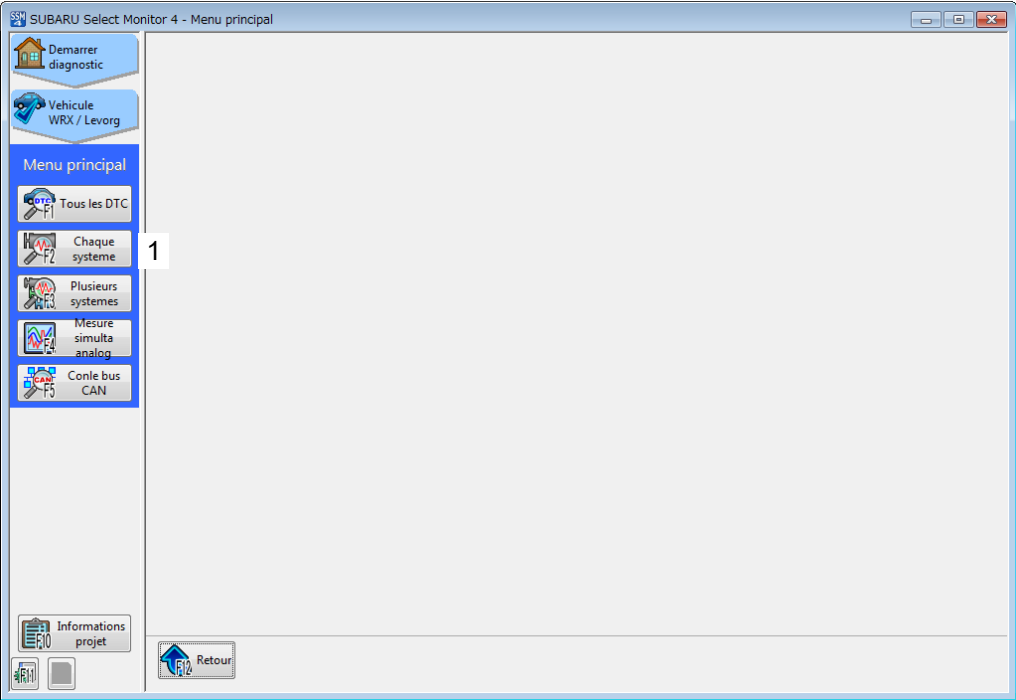 SSM
4
SUBARU Select Monitor 4 - Menu principal
Demarrer
diagnostic
Vehicule
WRX / Levorg
Menu principal
DTC
F1
Tous les DTC
F2
Chaque
systeme
1
F3
Plusieurs
systemes
F4
Mesure
simulta
analog
CAN
F5
Conle bus
CAN
F10
Informations
projet
F11
F12
Retour